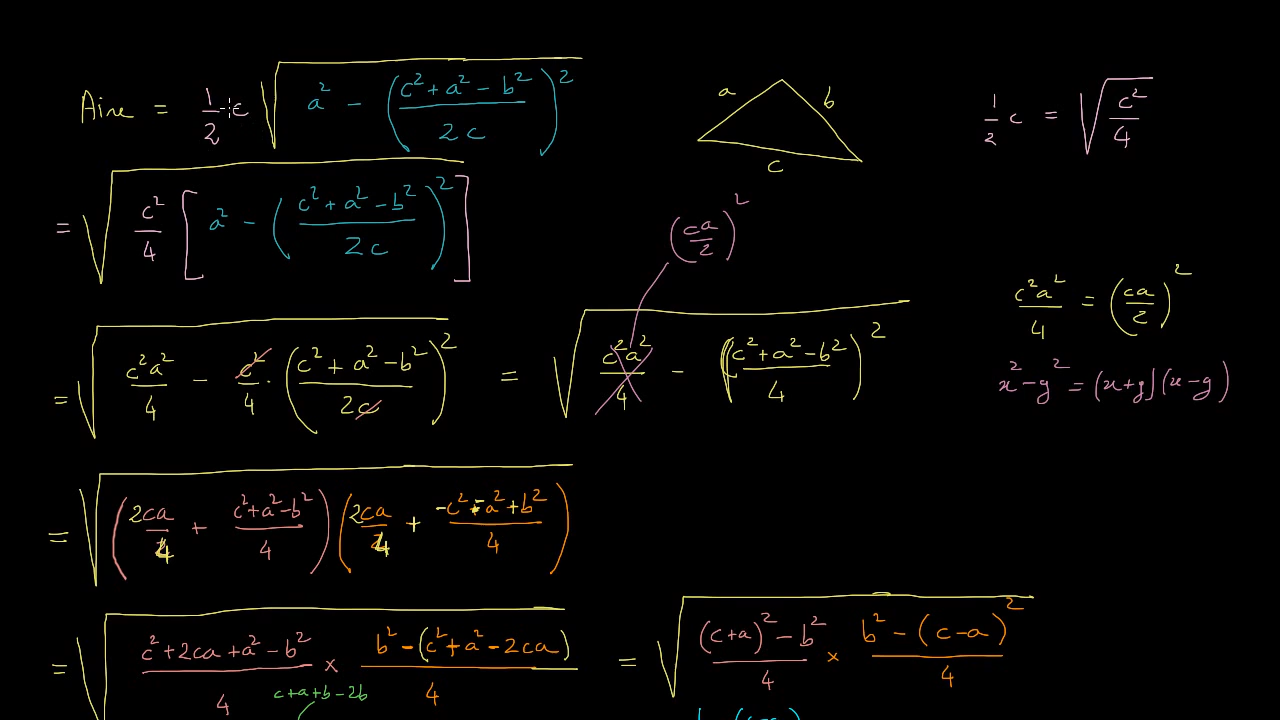 Aire = 1/2 c √(a² − ((c² + a² − b²)/2c)²)
a
b
c
1/2 c = √(c²/4)
= √(c²/4 [a² − ((c² + a² − b²)/2c)²])
(ca/2)²
c²a²/4 = (ca/2)²
= √(c²a²/4 − c²/4 · ((c² + a² − b²)/2c)²) = √(c²a²/4 − ((c² + a² − b²)/4)²)
x² − y² = (x+y)(x−y)
= √((2ca/4 + (c²+a²−b²)/4)(2ca/4 + (−c²−a²+b²)/4))
= √((c²+2ca+a²−b²)/4 × (b²−(c²+a²−2ca))/4) = √(((c+a)²−b²)/4 × (b²−(c−a)²)/4)
c+a+b−2b